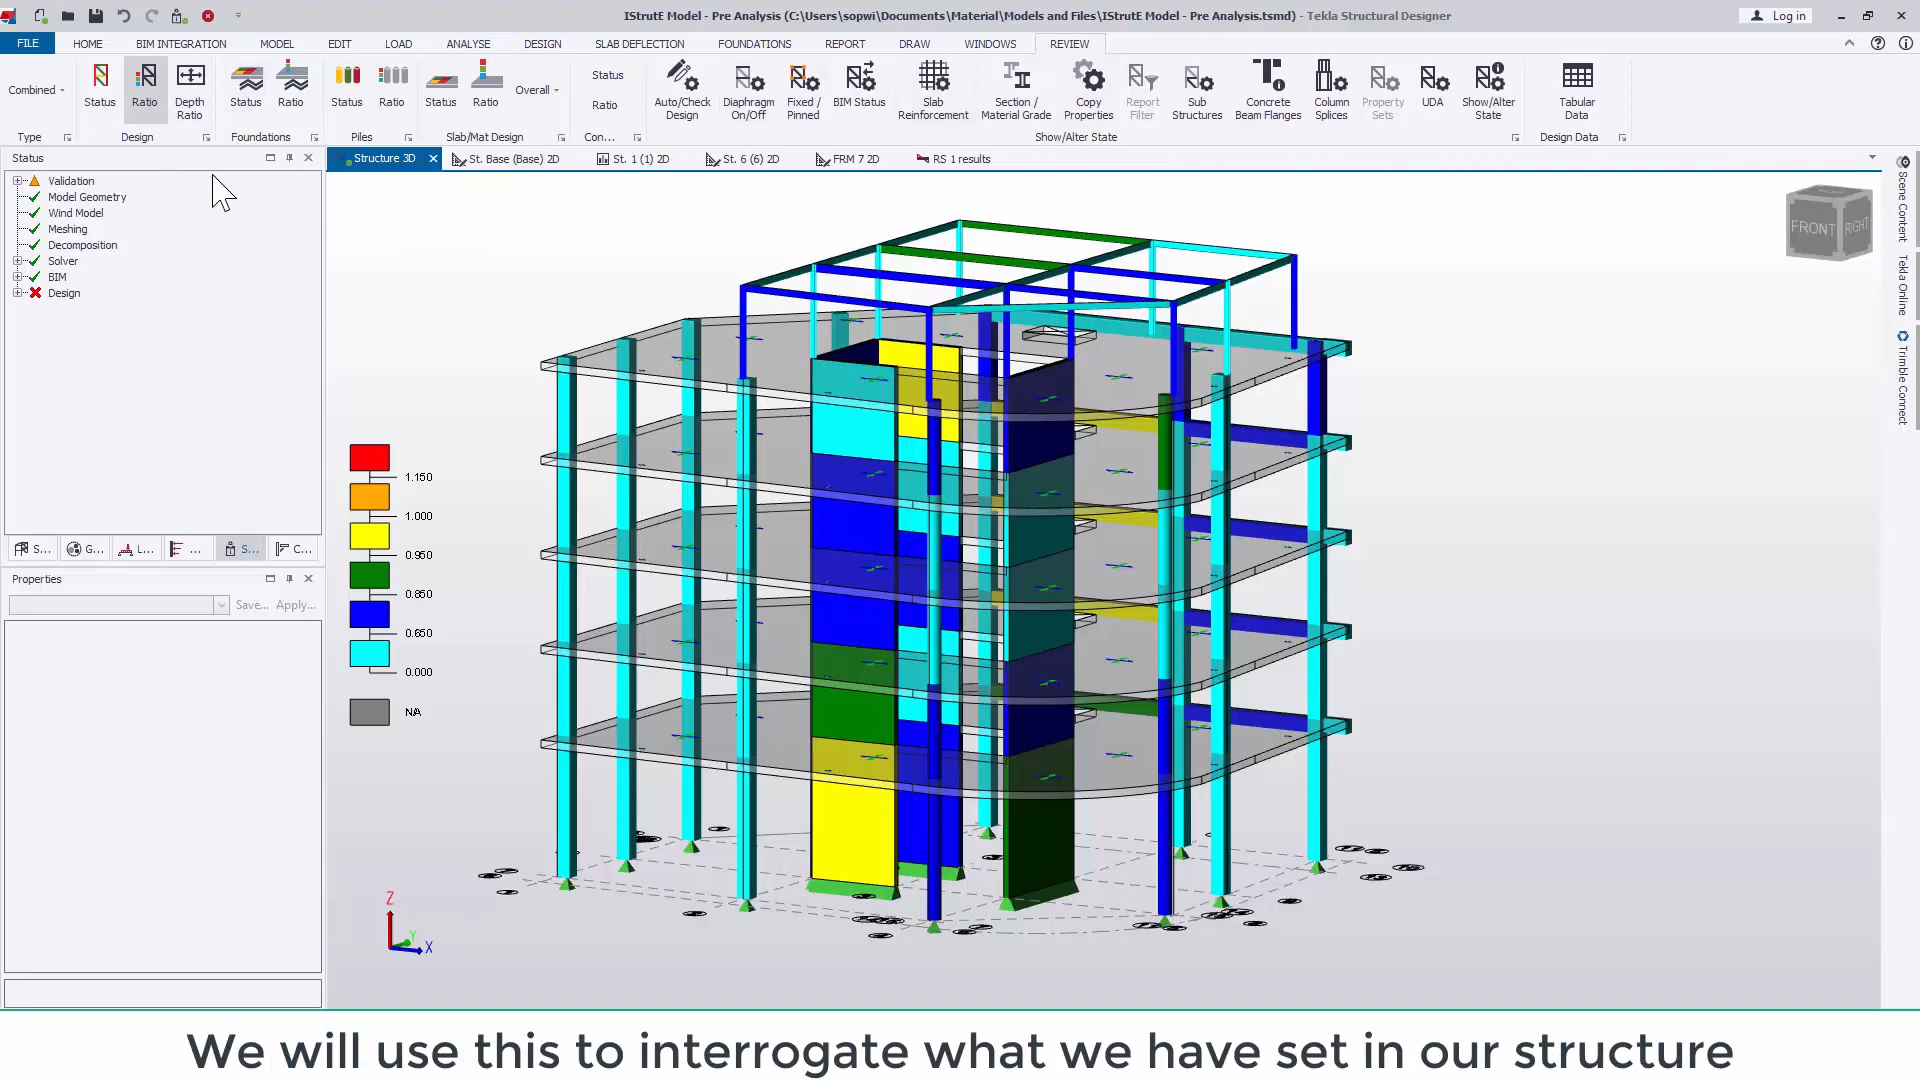 IStrutE Model - Pre Analysis (C:\Users\sopwi\Documents\Material\Models and Files\IStrutE Model - Pre Analysis.tsmd) - Tekla Structural Designer
Log in
FILE HOME BIM INTEGRATION MODEL EDIT LOAD ANALYSE DESIGN SLAB DEFLECTION FOUNDATIONS REPORT DRAW WINDOWS REVIEW
Combined
Type
Status Ratio Depth Ratio
Design
Status Ratio
Foundations
Status Ratio
Piles
Status Ratio Overall
Slab/Mat Design
Status
Ratio
Con...
Auto/Check Design
Diaphragm On/Off
Fixed / Pinned
BIM Status
Slab Reinforcement
Section / Material Grade
Copy Properties
Report Filter
Sub Structures
Concrete Beam Flanges
Column Splices
Property Sets
UDA
Show/Alter State
Show/Alter State
Tabular Data
Design Data
Status
Validation
Model Geometry
Wind Model
Meshing
Decomposition
Solver
BIM
Design
S... G... L... ... S... C...
Properties
Save... Apply...
Structure 3D
St. Base (Base) 2D
St. 1 (1) 2D
St. 6 (6) 2D
FRM 7 2D
RS 1 results
1.150
1.000
0.950
0.850
0.650
0.000
NA
Z
Y
X
FRONT
RIGHT
Scene Content
Tekla Online
Trimble Connect
We will use this to interrogate what we have set in our structure